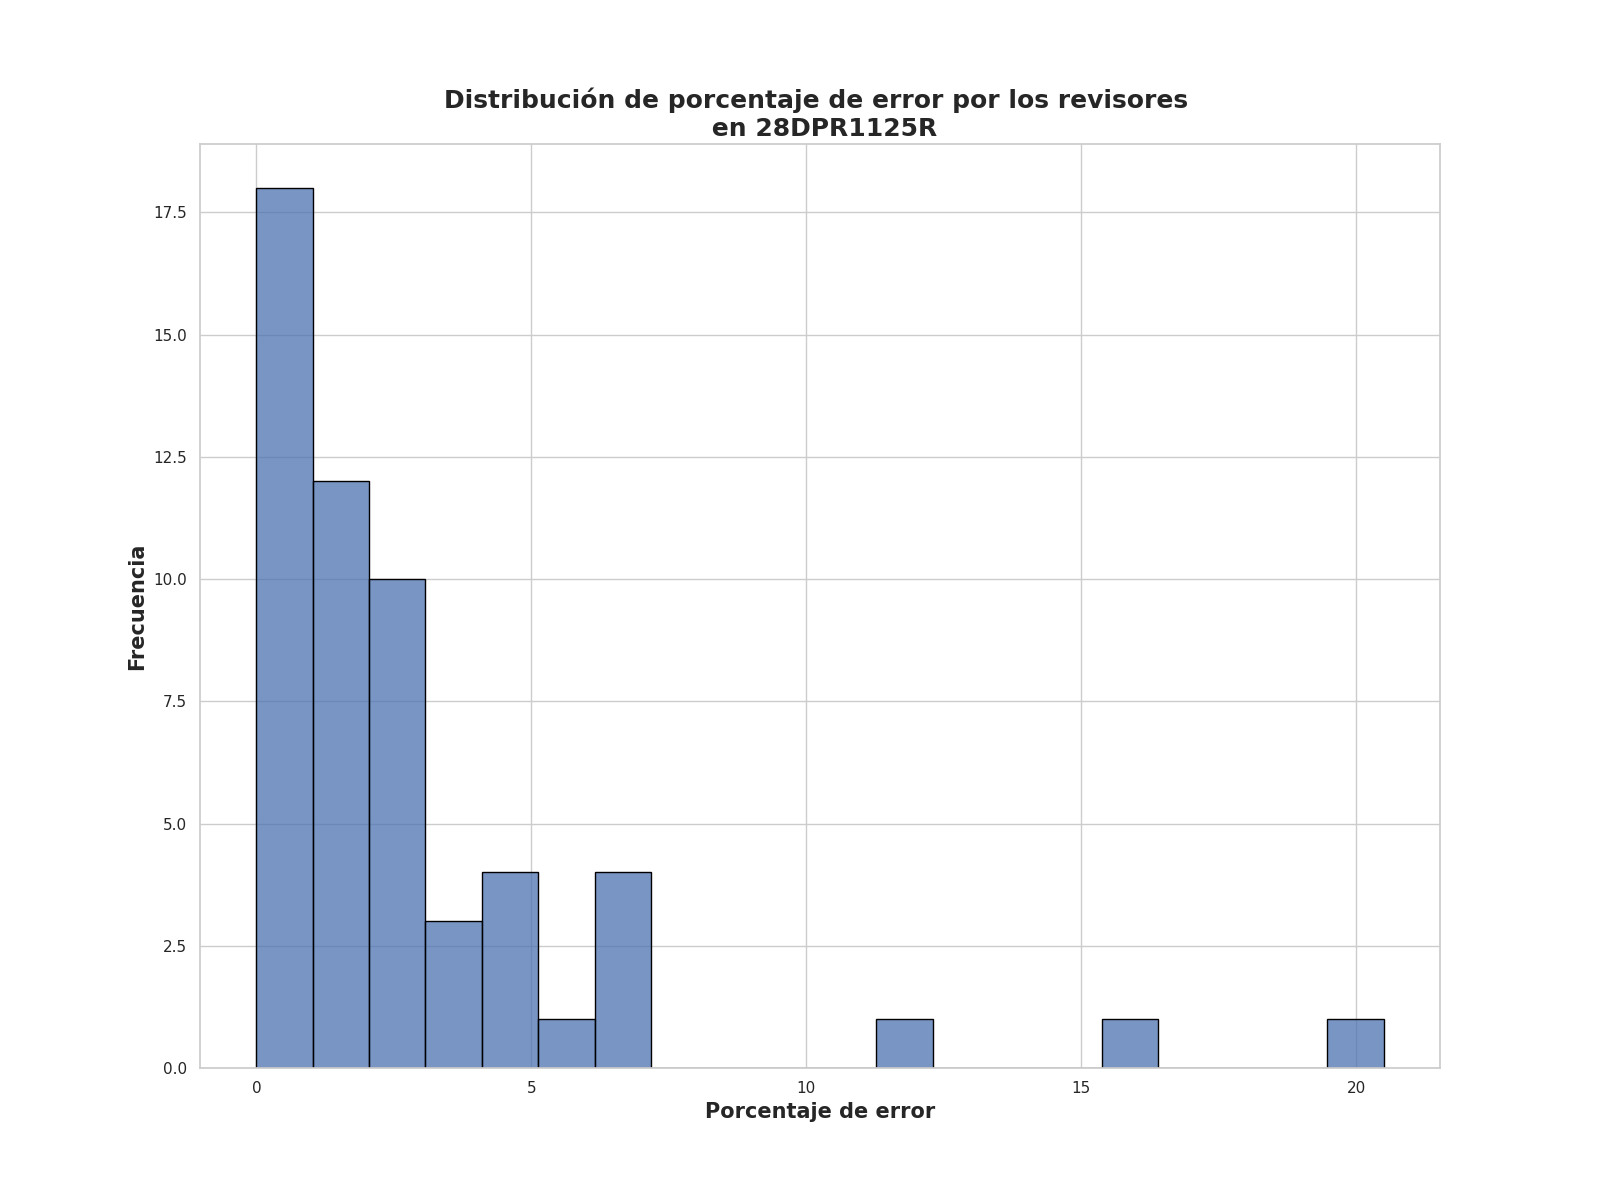 Distribución de porcentaje de error por los revisores
en 28DPR1125R
17.5
15.0
12.5
10.0
7.5
5.0
2.5
0.0
Frecuencia
0 5 10 15 20
Porcentaje de error